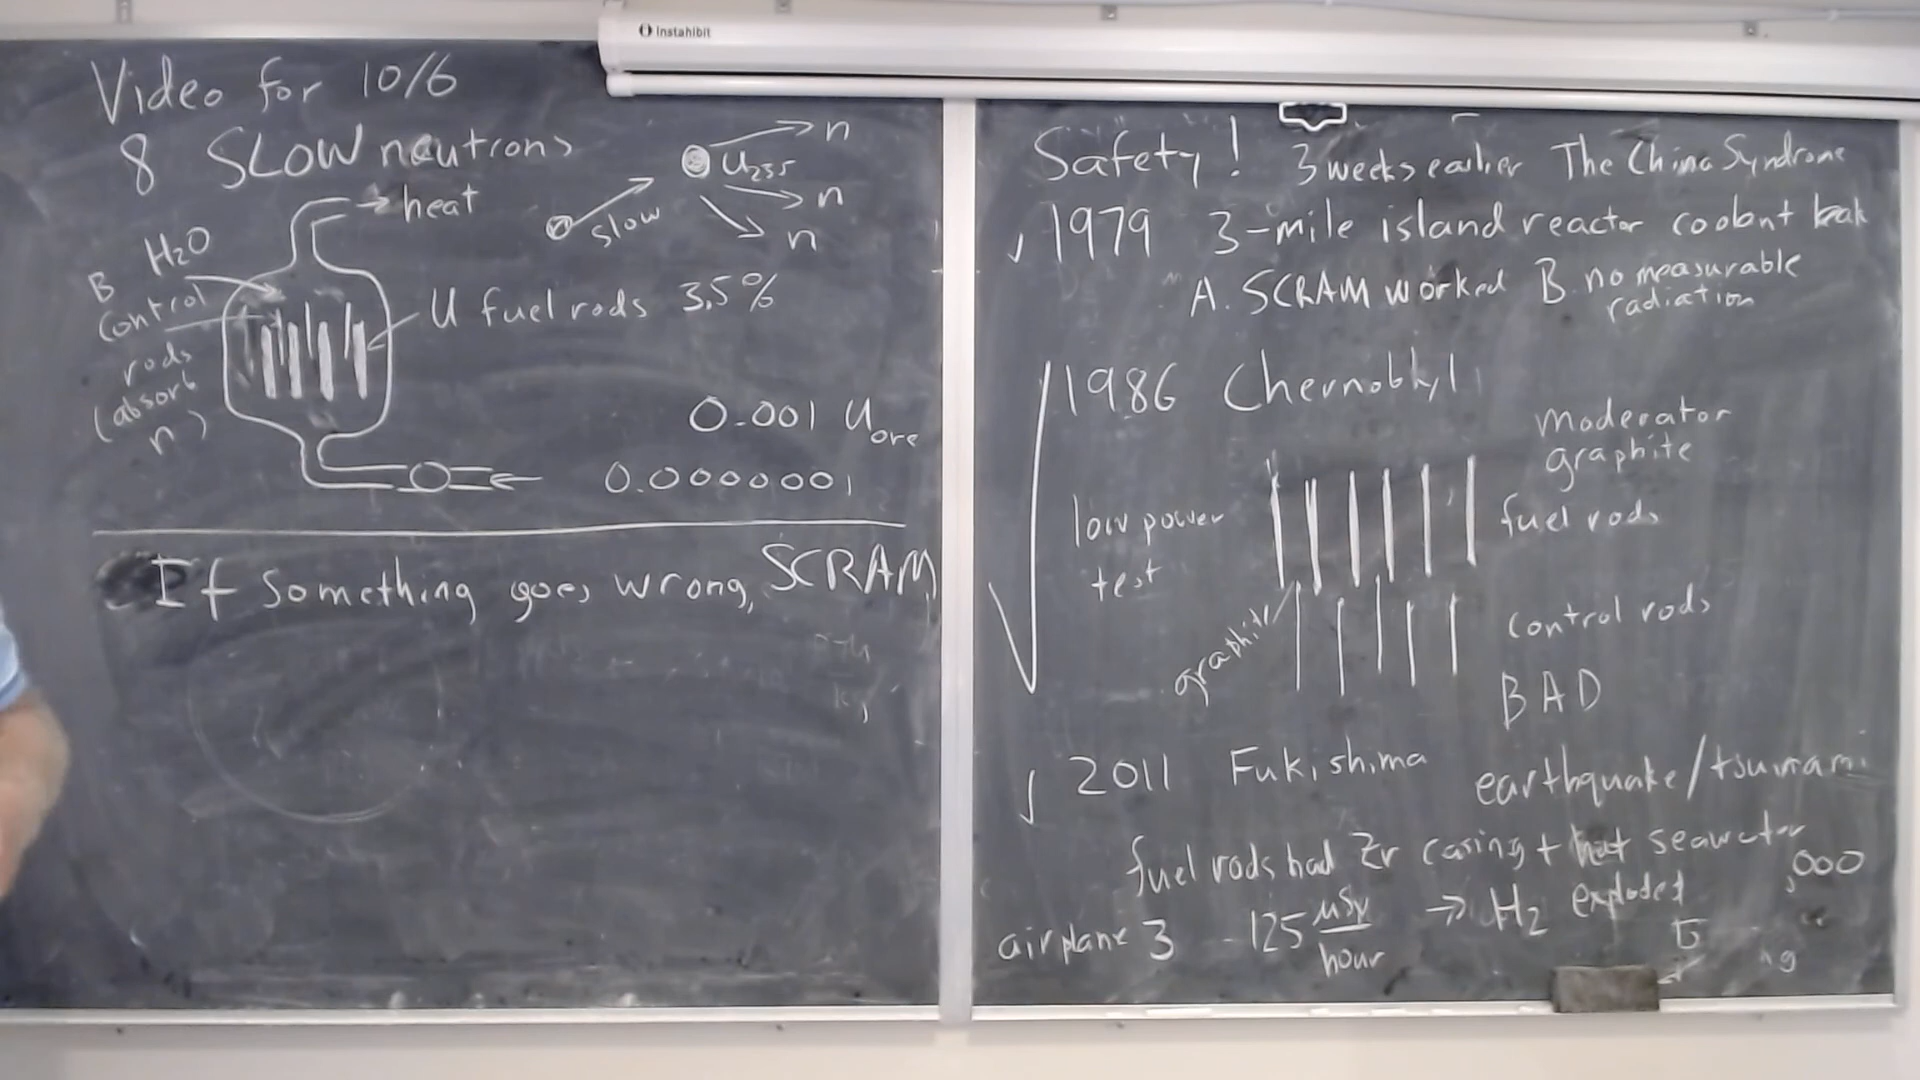 Instahibit
Video for 10/6
8 SLOW neutrons
n
U235
n
n
n
slow
heat
H2O
B
control
rods
(absorb
n)
U fuel rods 3.5%
0.001 Uore
0.0000001
If something goes wrong, SCRAM
Safety! 3 weeks earlier The China Syndrome
1979 3-mile island reactor coolant leak
A. SCRAM worked B. no measurable
radiation
1986 Chernobyl
moderator
graphite
low power
test
fuel rods
graphite
control rods
BAD
2011 Fukishima earthquake/tsunami
fuel rods had Zr casing + hot seawater
,000
airplane 3 125 μSv/hour → H2 exploded